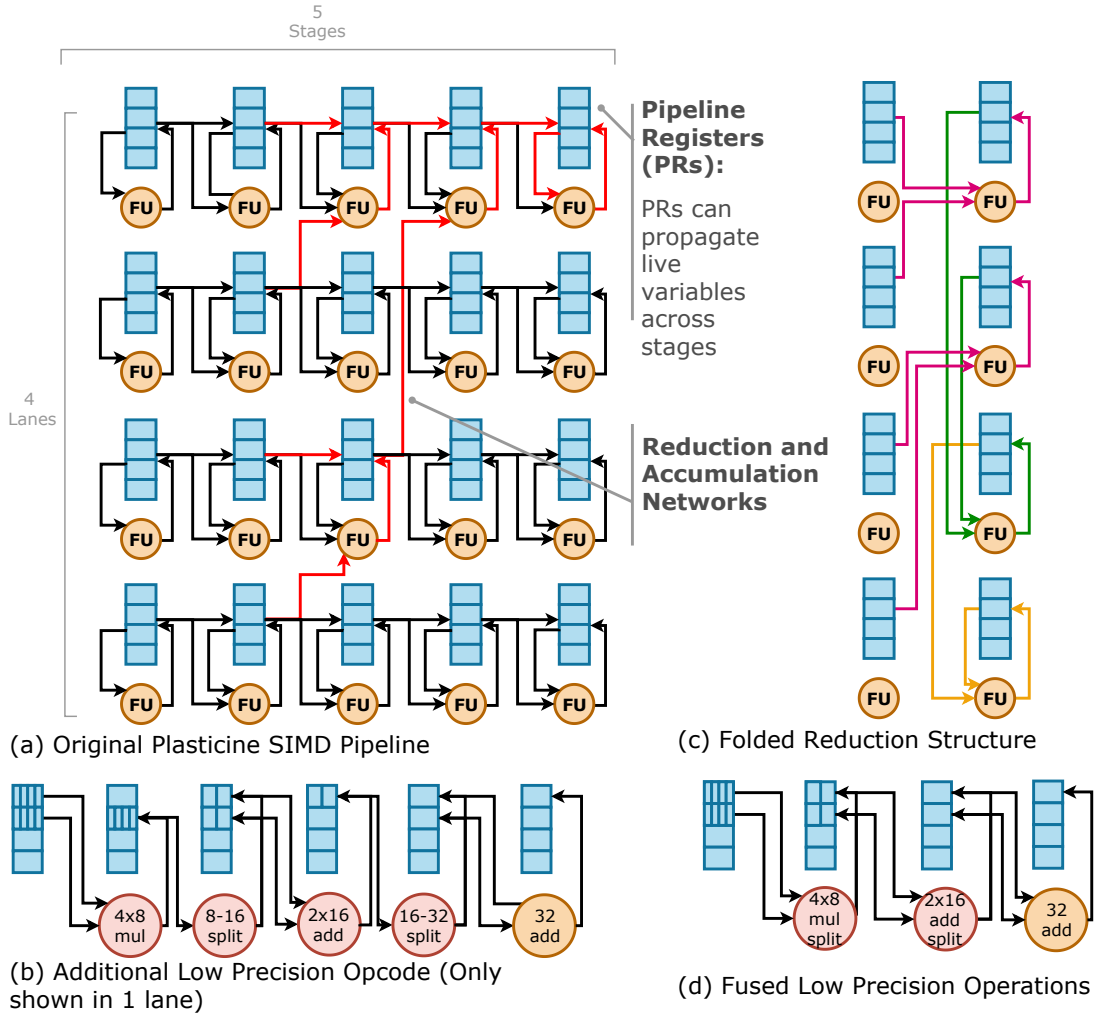 5
Stages
4
Lanes
FU FU FU FU FU
FU FU FU FU FU
FU FU FU FU FU
FU FU FU FU FU
Pipeline
Registers
(PRs):
PRs can
propagate
live
variables
across
stages
Reduction and
Accumulation
Networks
(a) Original Plasticine SIMD Pipeline
FU FU
FU FU
FU FU
FU FU
(c) Folded Reduction Structure
4x8
mul
8-16
split
2x16
add
16-32
split
32
add
(b) Additional Low Precision Opcode (Only
shown in 1 lane)
4x8
mul
split
2x16
add
split
32
add
(d) Fused Low Precision Operations